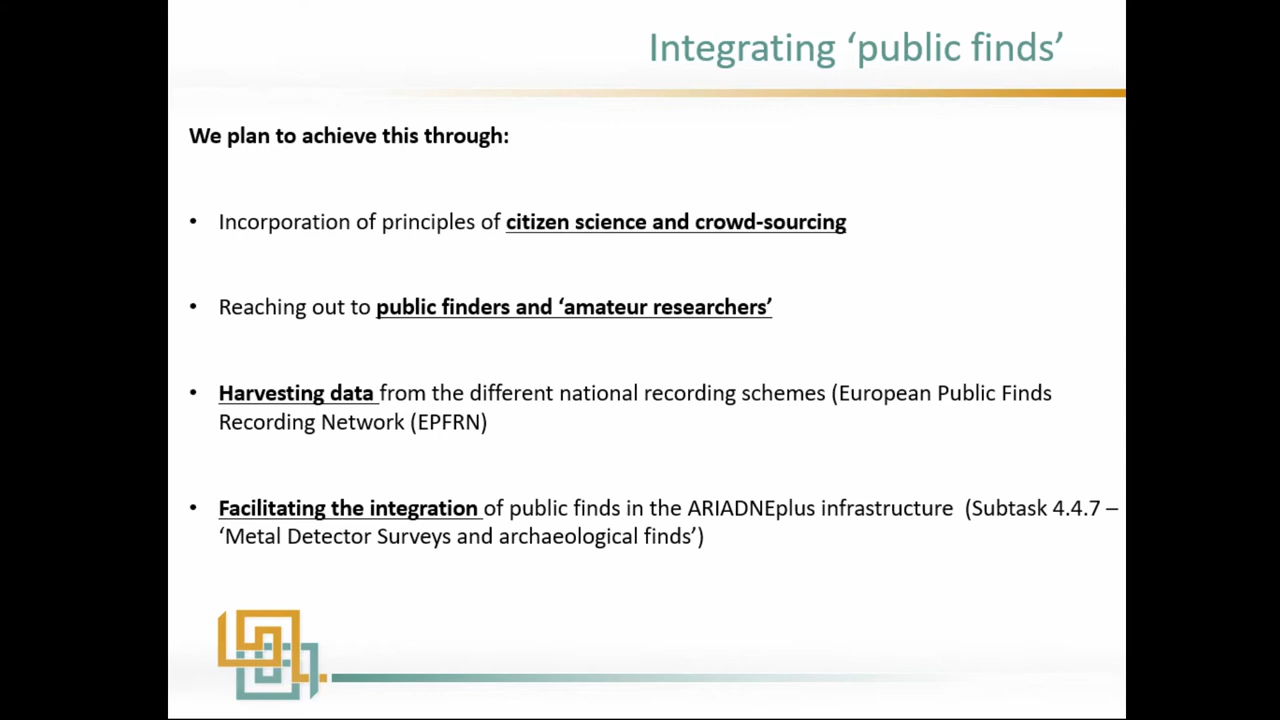 Integrating ‘public finds’
We plan to achieve this through:
• Incorporation of principles of citizen science and crowd-sourcing
• Reaching out to public finders and ‘amateur researchers’
• Harvesting data from the different national recording schemes (European Public Finds
Recording Network (EPFRN)
• Facilitating the integration of public finds in the ARIADNEplus infrastructure (Subtask 4.4.7 –
‘Metal Detector Surveys and archaeological finds’)